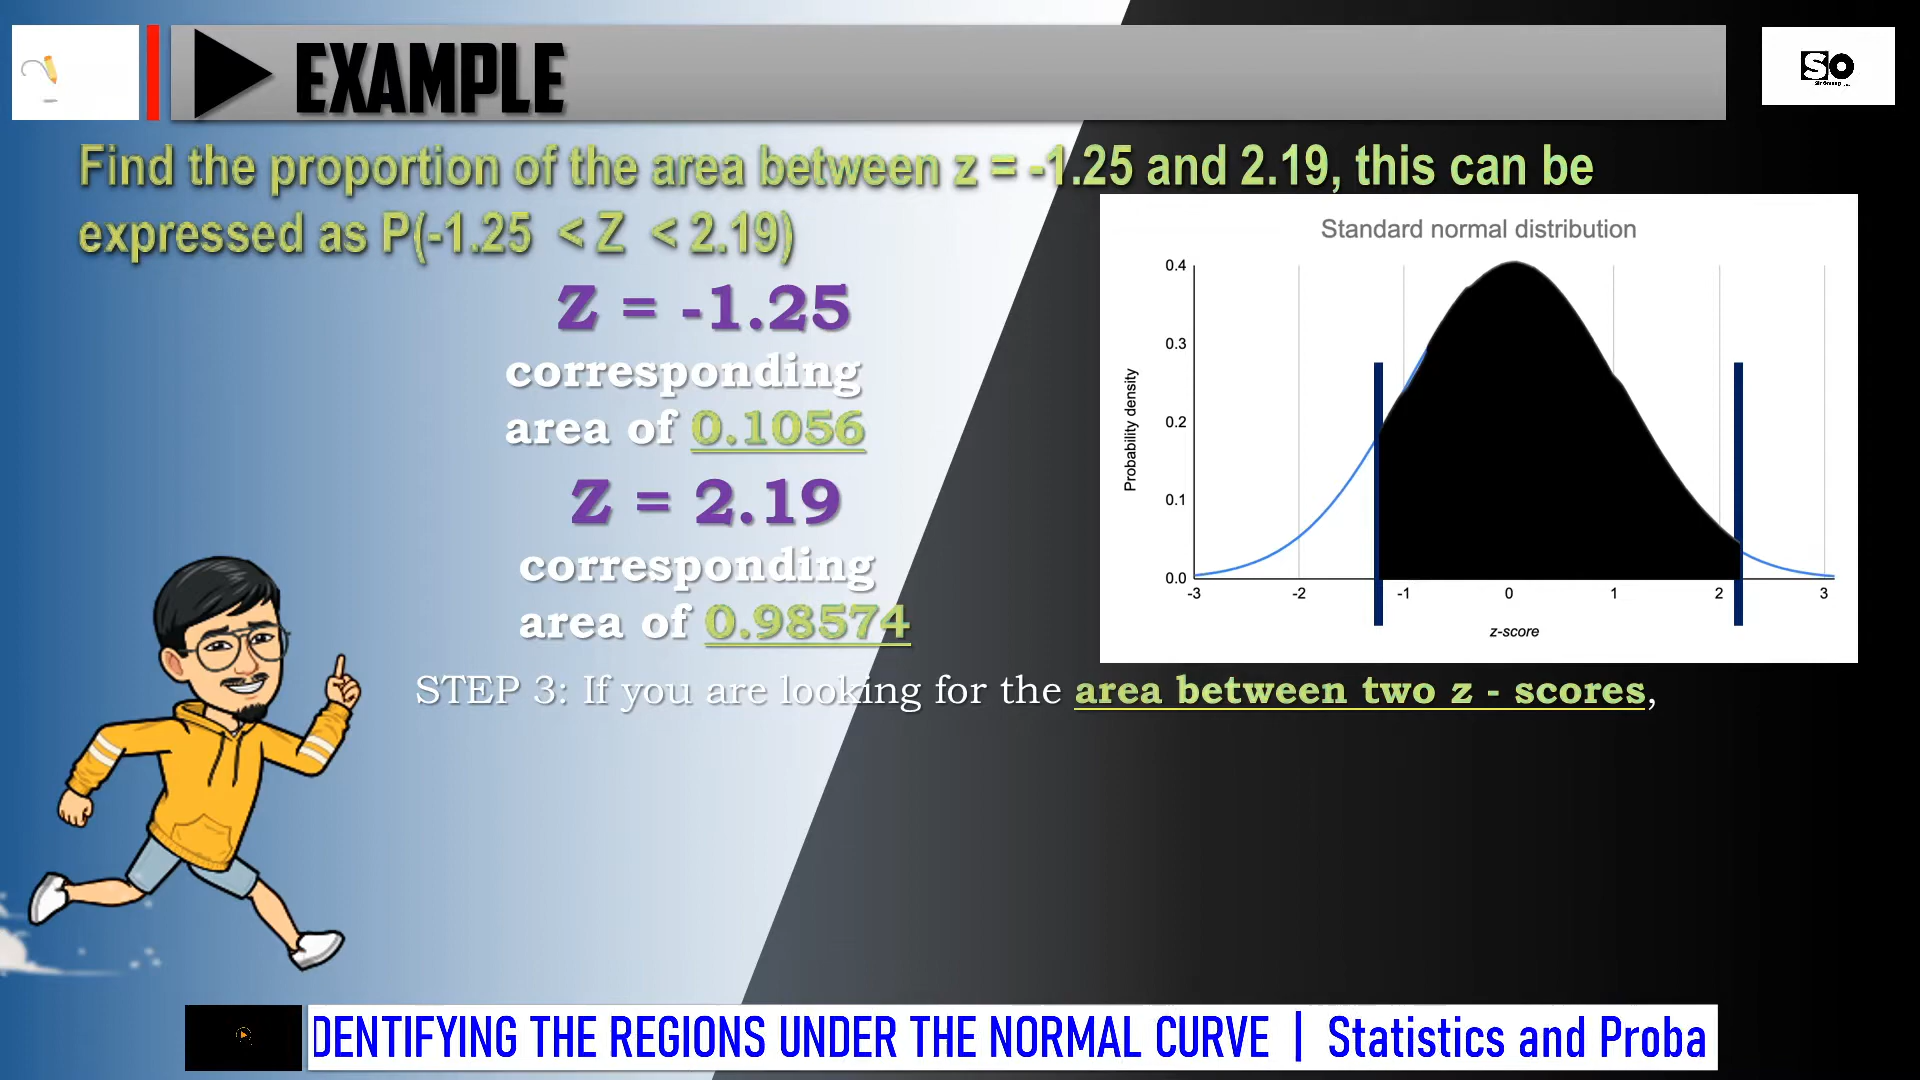 EXAMPLE
SO
Find the proportion of the area between z = -1.25 and 2.19, this can be
expressed as P(-1.25 < Z < 2.19)
Z = -1.25
corresponding
area of 0.1056
Z = 2.19
corresponding
area of 0.98574
Standard normal distribution
Probability density
0.4
0.3
0.2
0.1
0.0
-3 -2 -1 0 1 2 3
z-score
STEP 3: If you are looking for the area between two z - scores,
DENTIFYING THE REGIONS UNDER THE NORMAL CURVE | Statistics and Proba